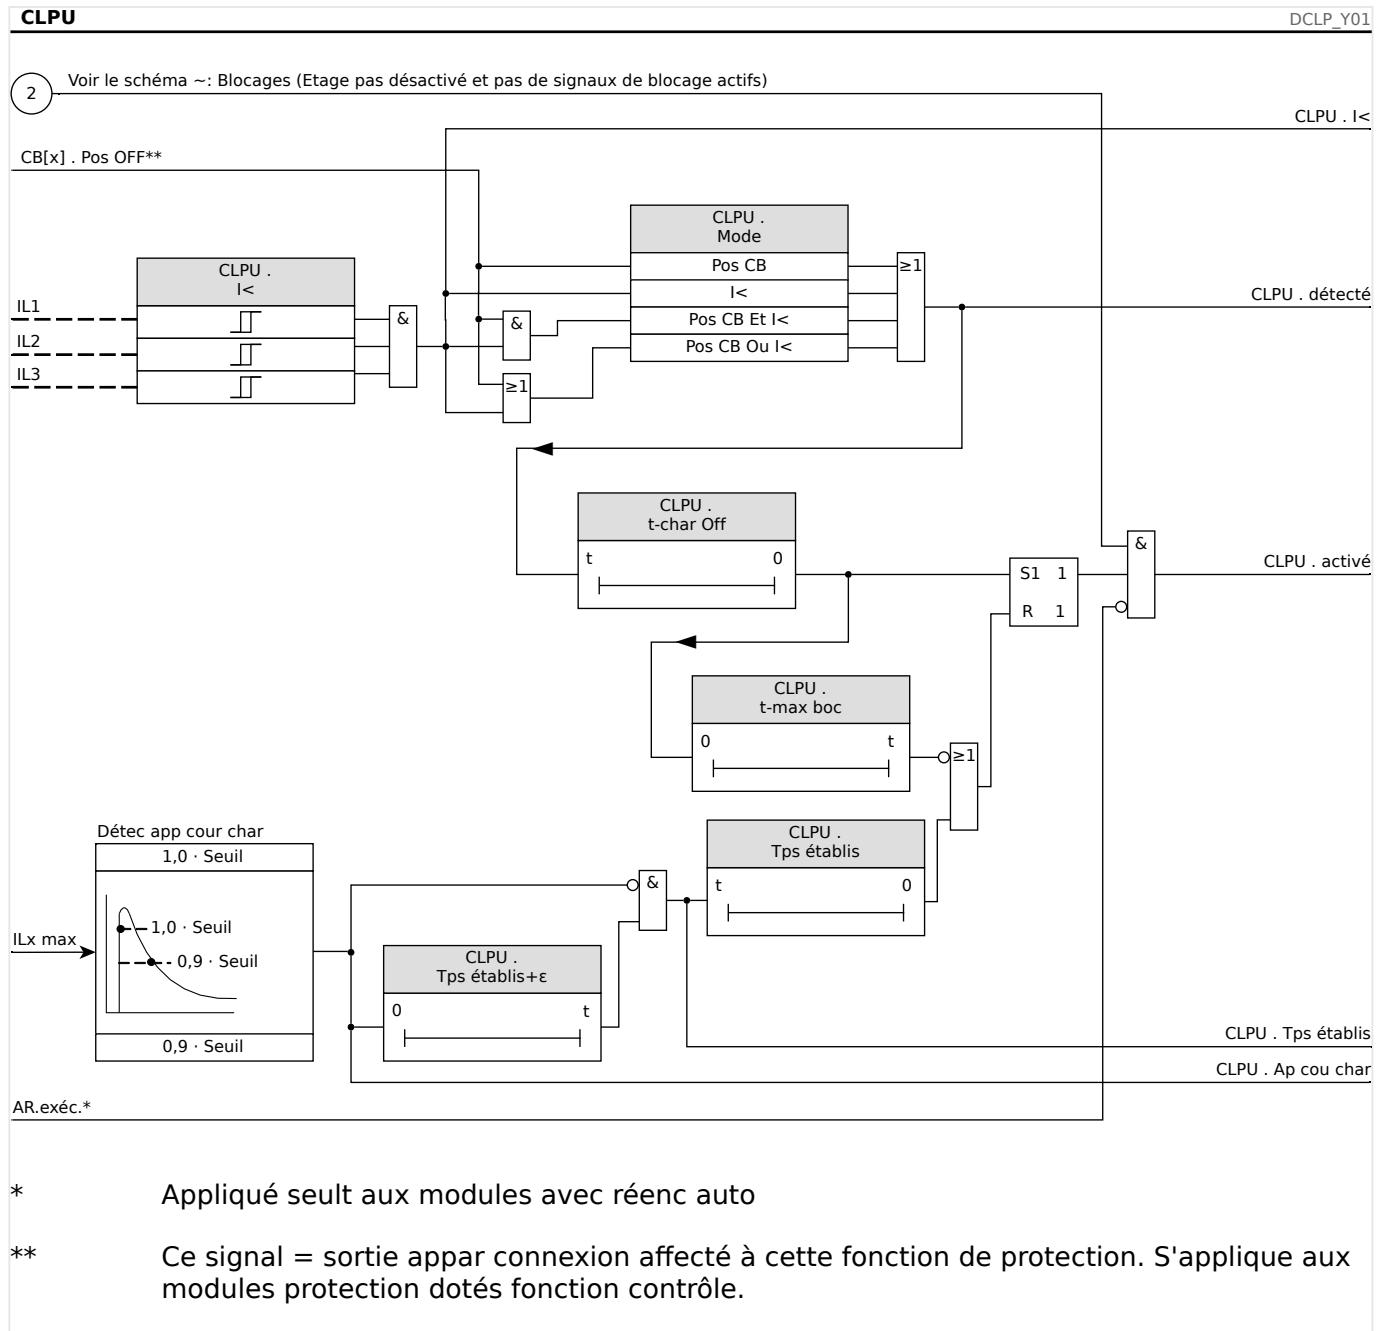 CLPU
DCLP_Y01
2
Voir le schéma ~: Blocages (Etage pas désactivé et pas de signaux de blocage actifs)
CLPU . I<
CB[x] . Pos OFF**
CLPU .
Mode
Pos CB
I<
Pos CB Et I<
Pos CB Ou I<
≥1
CLPU .
I<
IL1
IL2
IL3
&
&
≥1
CLPU . détecté
CLPU .
t-char Off
t 0
S1 1
R 1
&
CLPU . activé
CLPU .
t-max boc
0 t
≥1
CLPU .
Tps établis
t 0
&
Détec app cour char
1,0 · Seuil
1,0 · Seuil
0,9 · Seuil
0,9 · Seuil
ILx max
CLPU .
Tps établis+ε
0 t
CLPU . Tps établis
CLPU . Ap cou char
AR.exéc.*
* Appliqué seult aux modules avec réenc auto
** Ce signal = sortie appar connexion affecté à cette fonction de protection. S'applique aux
modules protection dotés fonction contrôle.